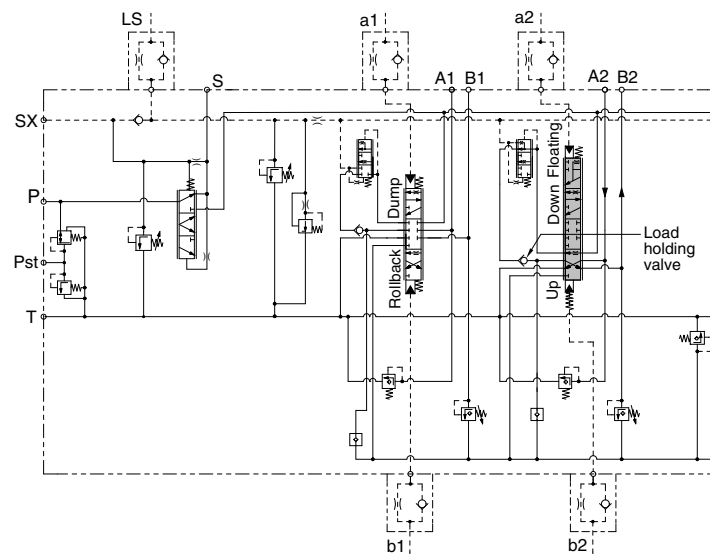 LS
a1
a2
S
A1
B1
A2
B2
SX
P
Pst
T
Dump
Rollback
Down Floating
Up
Load
holding
valve
b1
b2